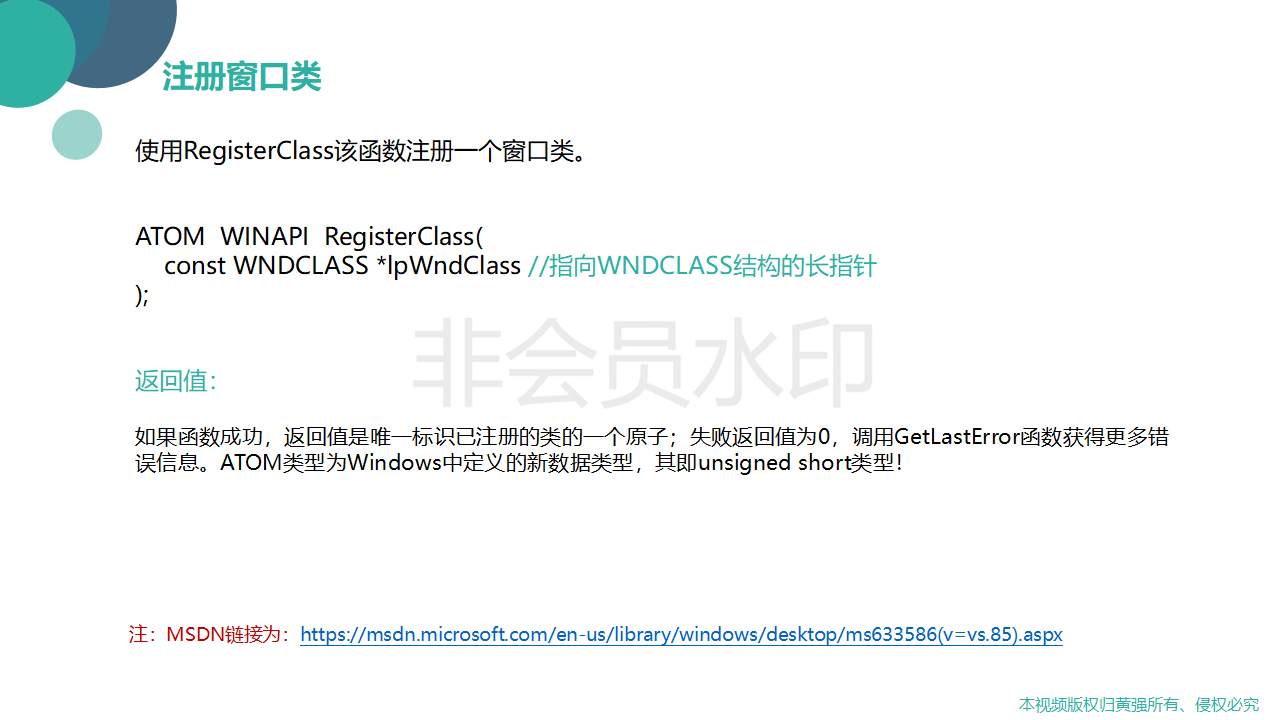 注册窗口类
使用RegisterClass该函数注册一个窗口类。
ATOM WINAPI RegisterClass(
const WNDCLASS *lpWndClass //指向WNDCLASS结构的长指针
);
非会员水印
返回值：
如果函数成功，返回值是唯一标识已注册的类的一个原子；失败返回值为0，调用GetLastError函数获得更多错
误信息。ATOM类型为Windows中定义的新数据类型，其即unsigned short类型！
注：MSDN链接为：https://msdn.microsoft.com/en-us/library/windows/desktop/ms633586(v=vs.85).aspx
本视频版权归黄强所有、侵权必究